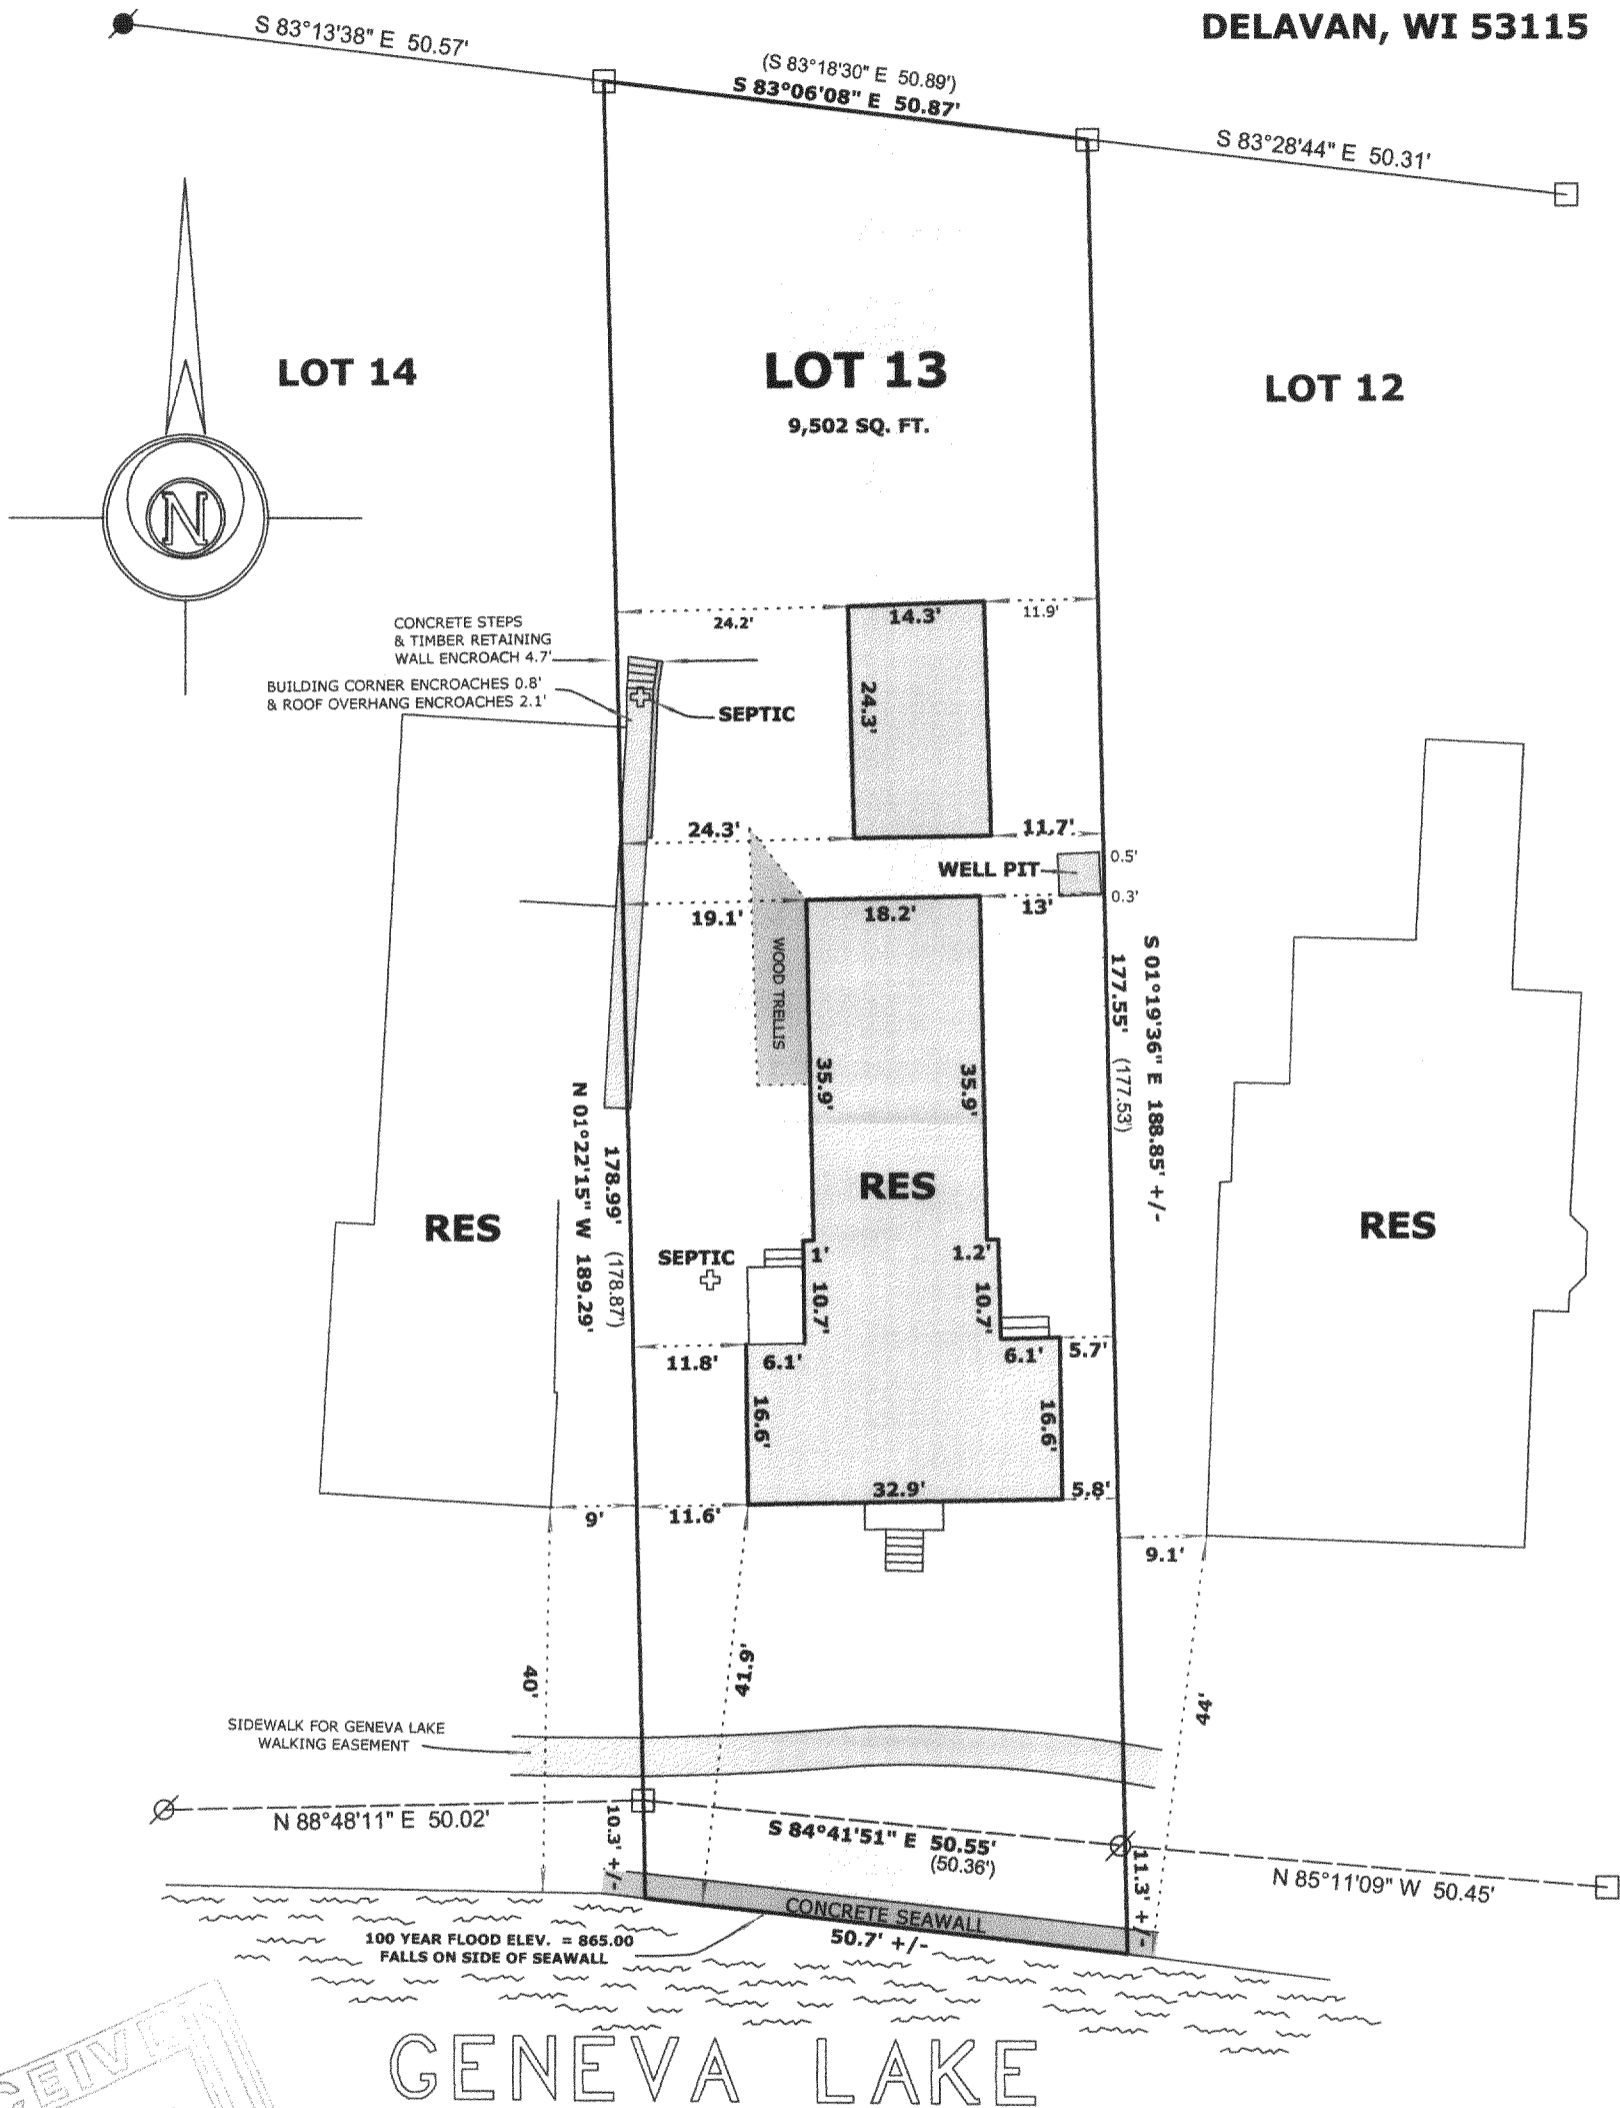 DELAVAN, WI 53115
S 83°13'38" E 50.57'
(S 83°18'30" E 50.89')
S 83°06'08" E 50.87'
S 83°28'44" E 50.31'
LOT 14
LOT 13
9,502 SQ. FT.
LOT 12
N
24.2'
14.3'
11.9'
CONCRETE STEPS
& TIMBER RETAINING
WALL ENCROACH 4.7'
BUILDING CORNER ENCROACHES 0.8'
& ROOF OVERHANG ENCROACHES 2.1'
SEPTIC
24.3'
24.3'
11.7'
WELL PIT
0.5'
0.3'
19.1'
18.2'
13'
WOOD TRELLIS
35.9'
35.9'
S 01°19'36" E 188.85' +/-
177.55' (177.53')
N 01°22'15" W 189.29'
178.99' (178.87')
RES
RES
RES
SEPTIC
1'
1.2'
10.7'
10.7'
11.8'
6.1'
6.1'
5.7'
16.6'
16.6'
32.9'
5.8'
9'
11.6'
9.1'
40'
41.9'
44'
SIDEWALK FOR GENEVA LAKE
WALKING EASEMENT
N 88°48'11" E 50.02'
10.3' +/-
S 84°41'51" E 50.55'
(50.36')
11.3' +/-
N 85°11'09" W 50.45'
CONCRETE SEAWALL
50.7' +/-
100 YEAR FLOOD ELEV. = 865.00
FALLS ON SIDE OF SEAWALL
GENEVA LAKE